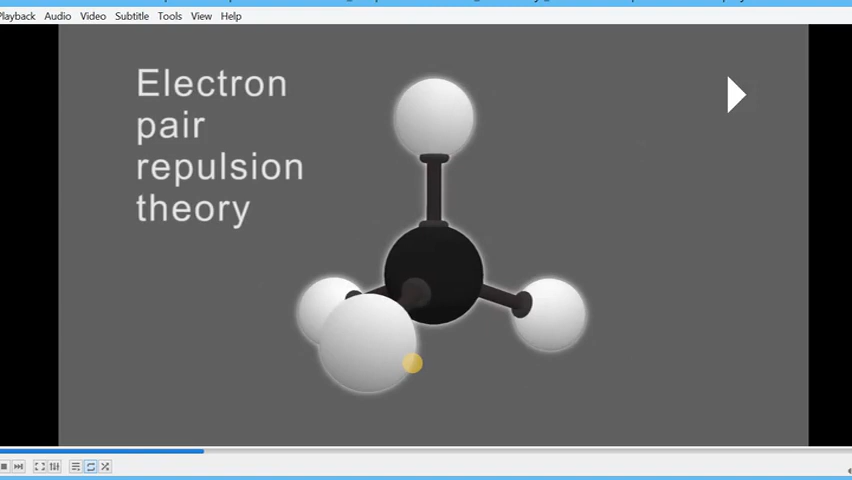 Playback Audio Video Subtitle Tools View Help
Electron
pair
repulsion
theory